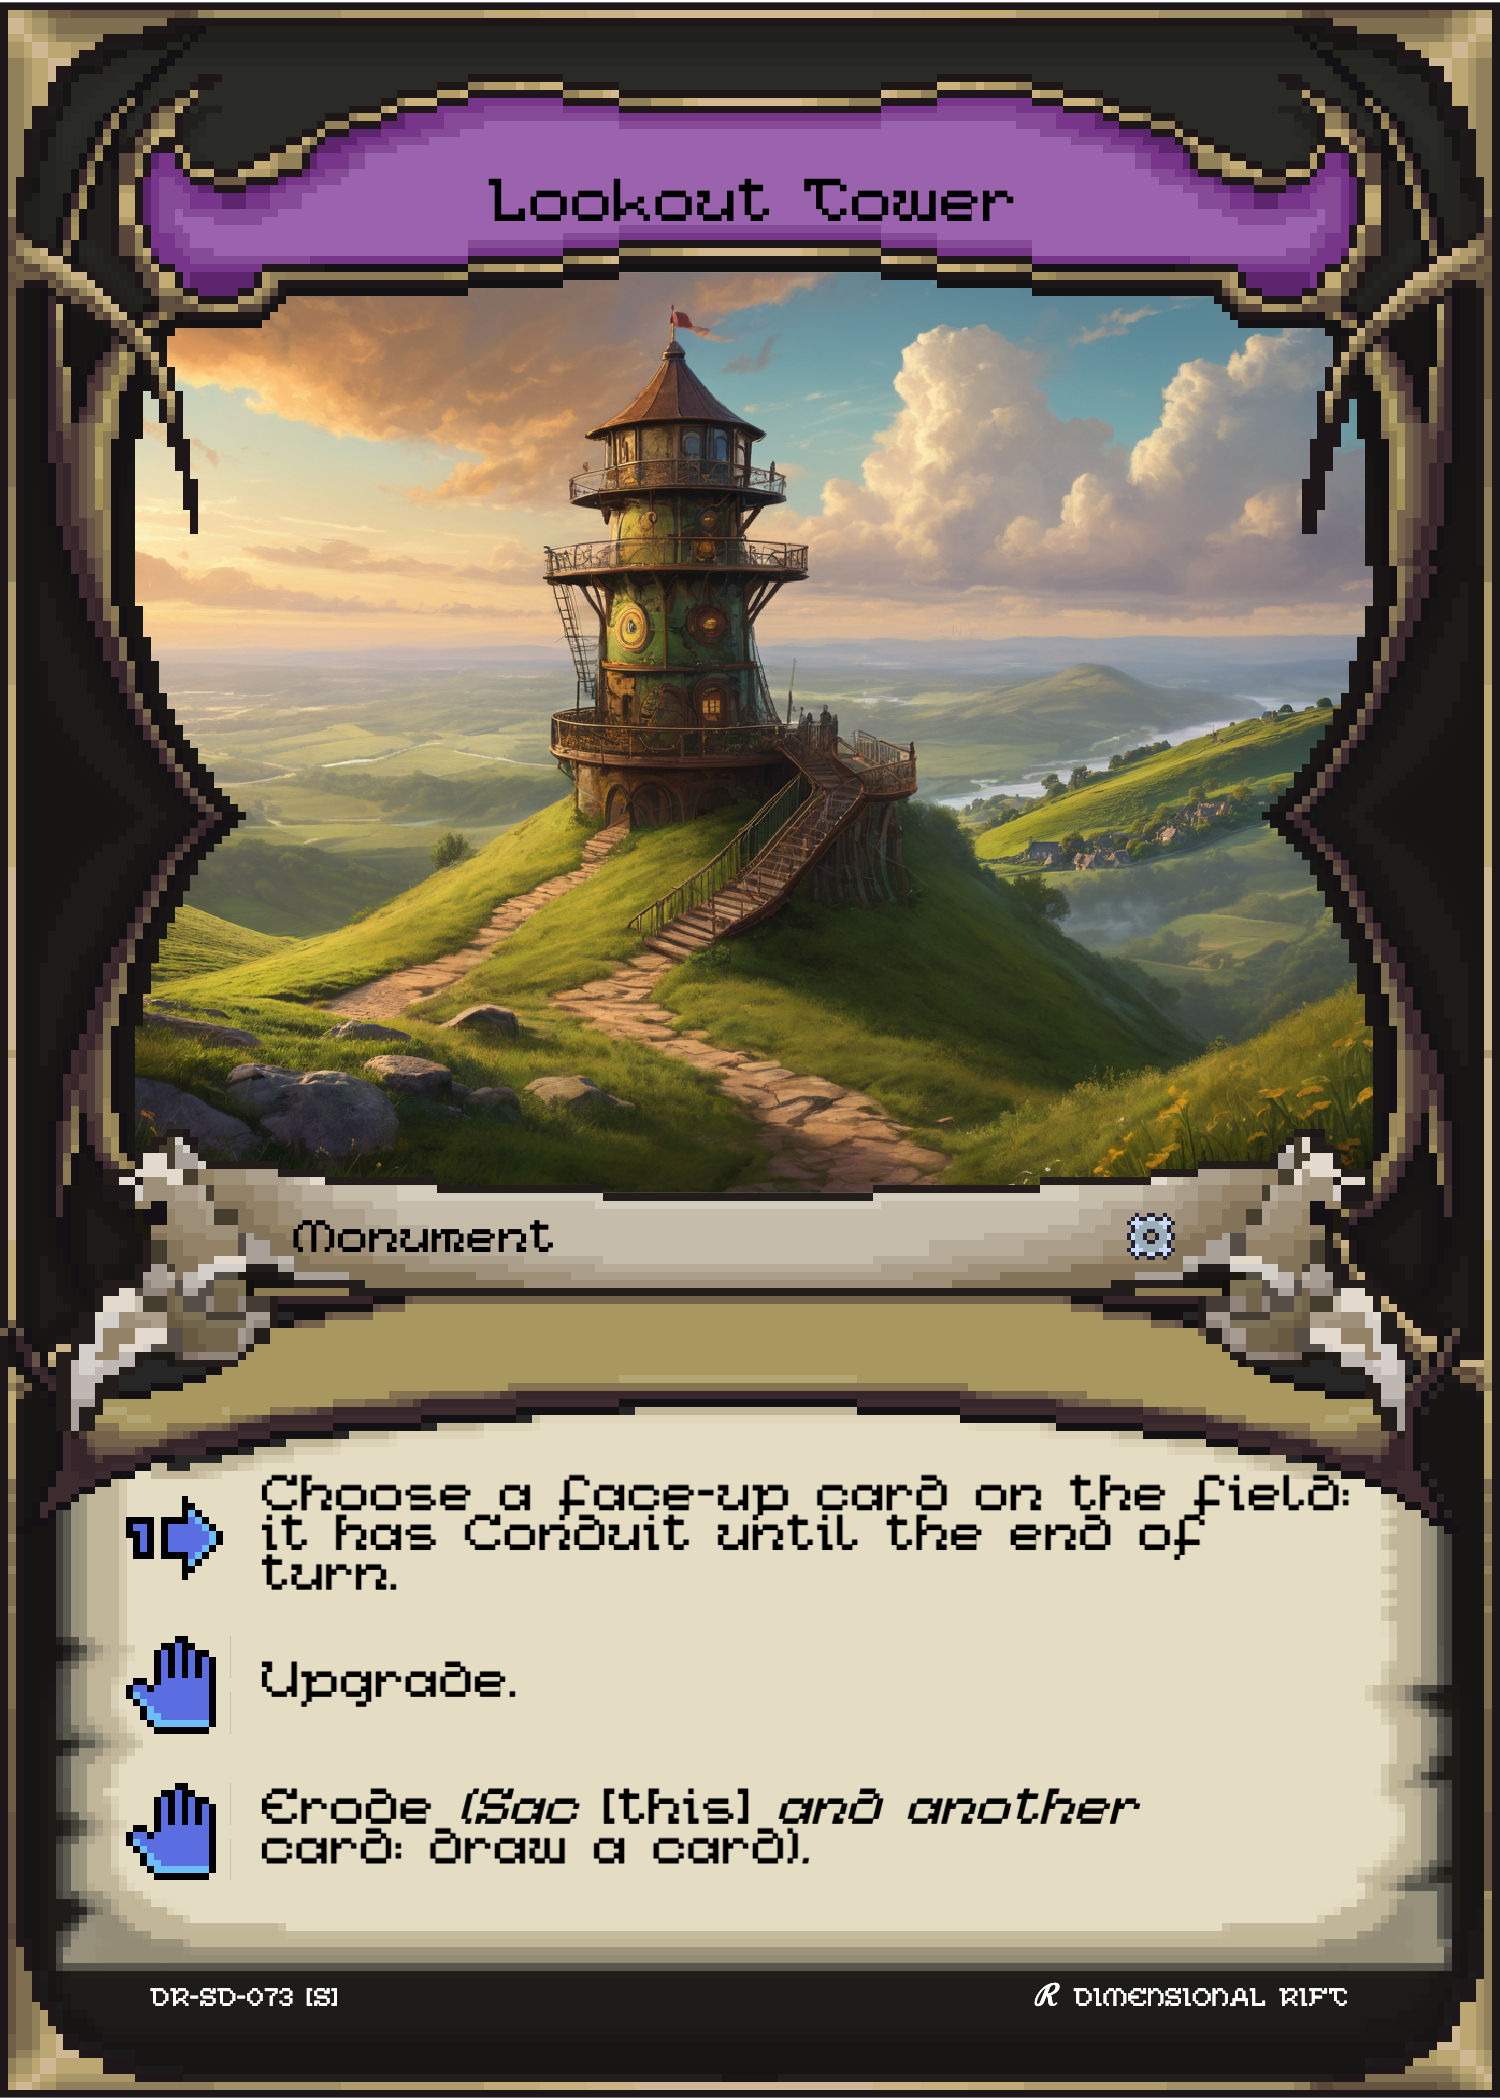 Lookout Tower
Monument
1
Choose a face-up card on the field:
it has Conduit until the end of
turn.
Upgrade.
Erode (Sac [this] and another
card: draw a card).
DR-SD-073 [S]
R DIMENSIONAL RIFT